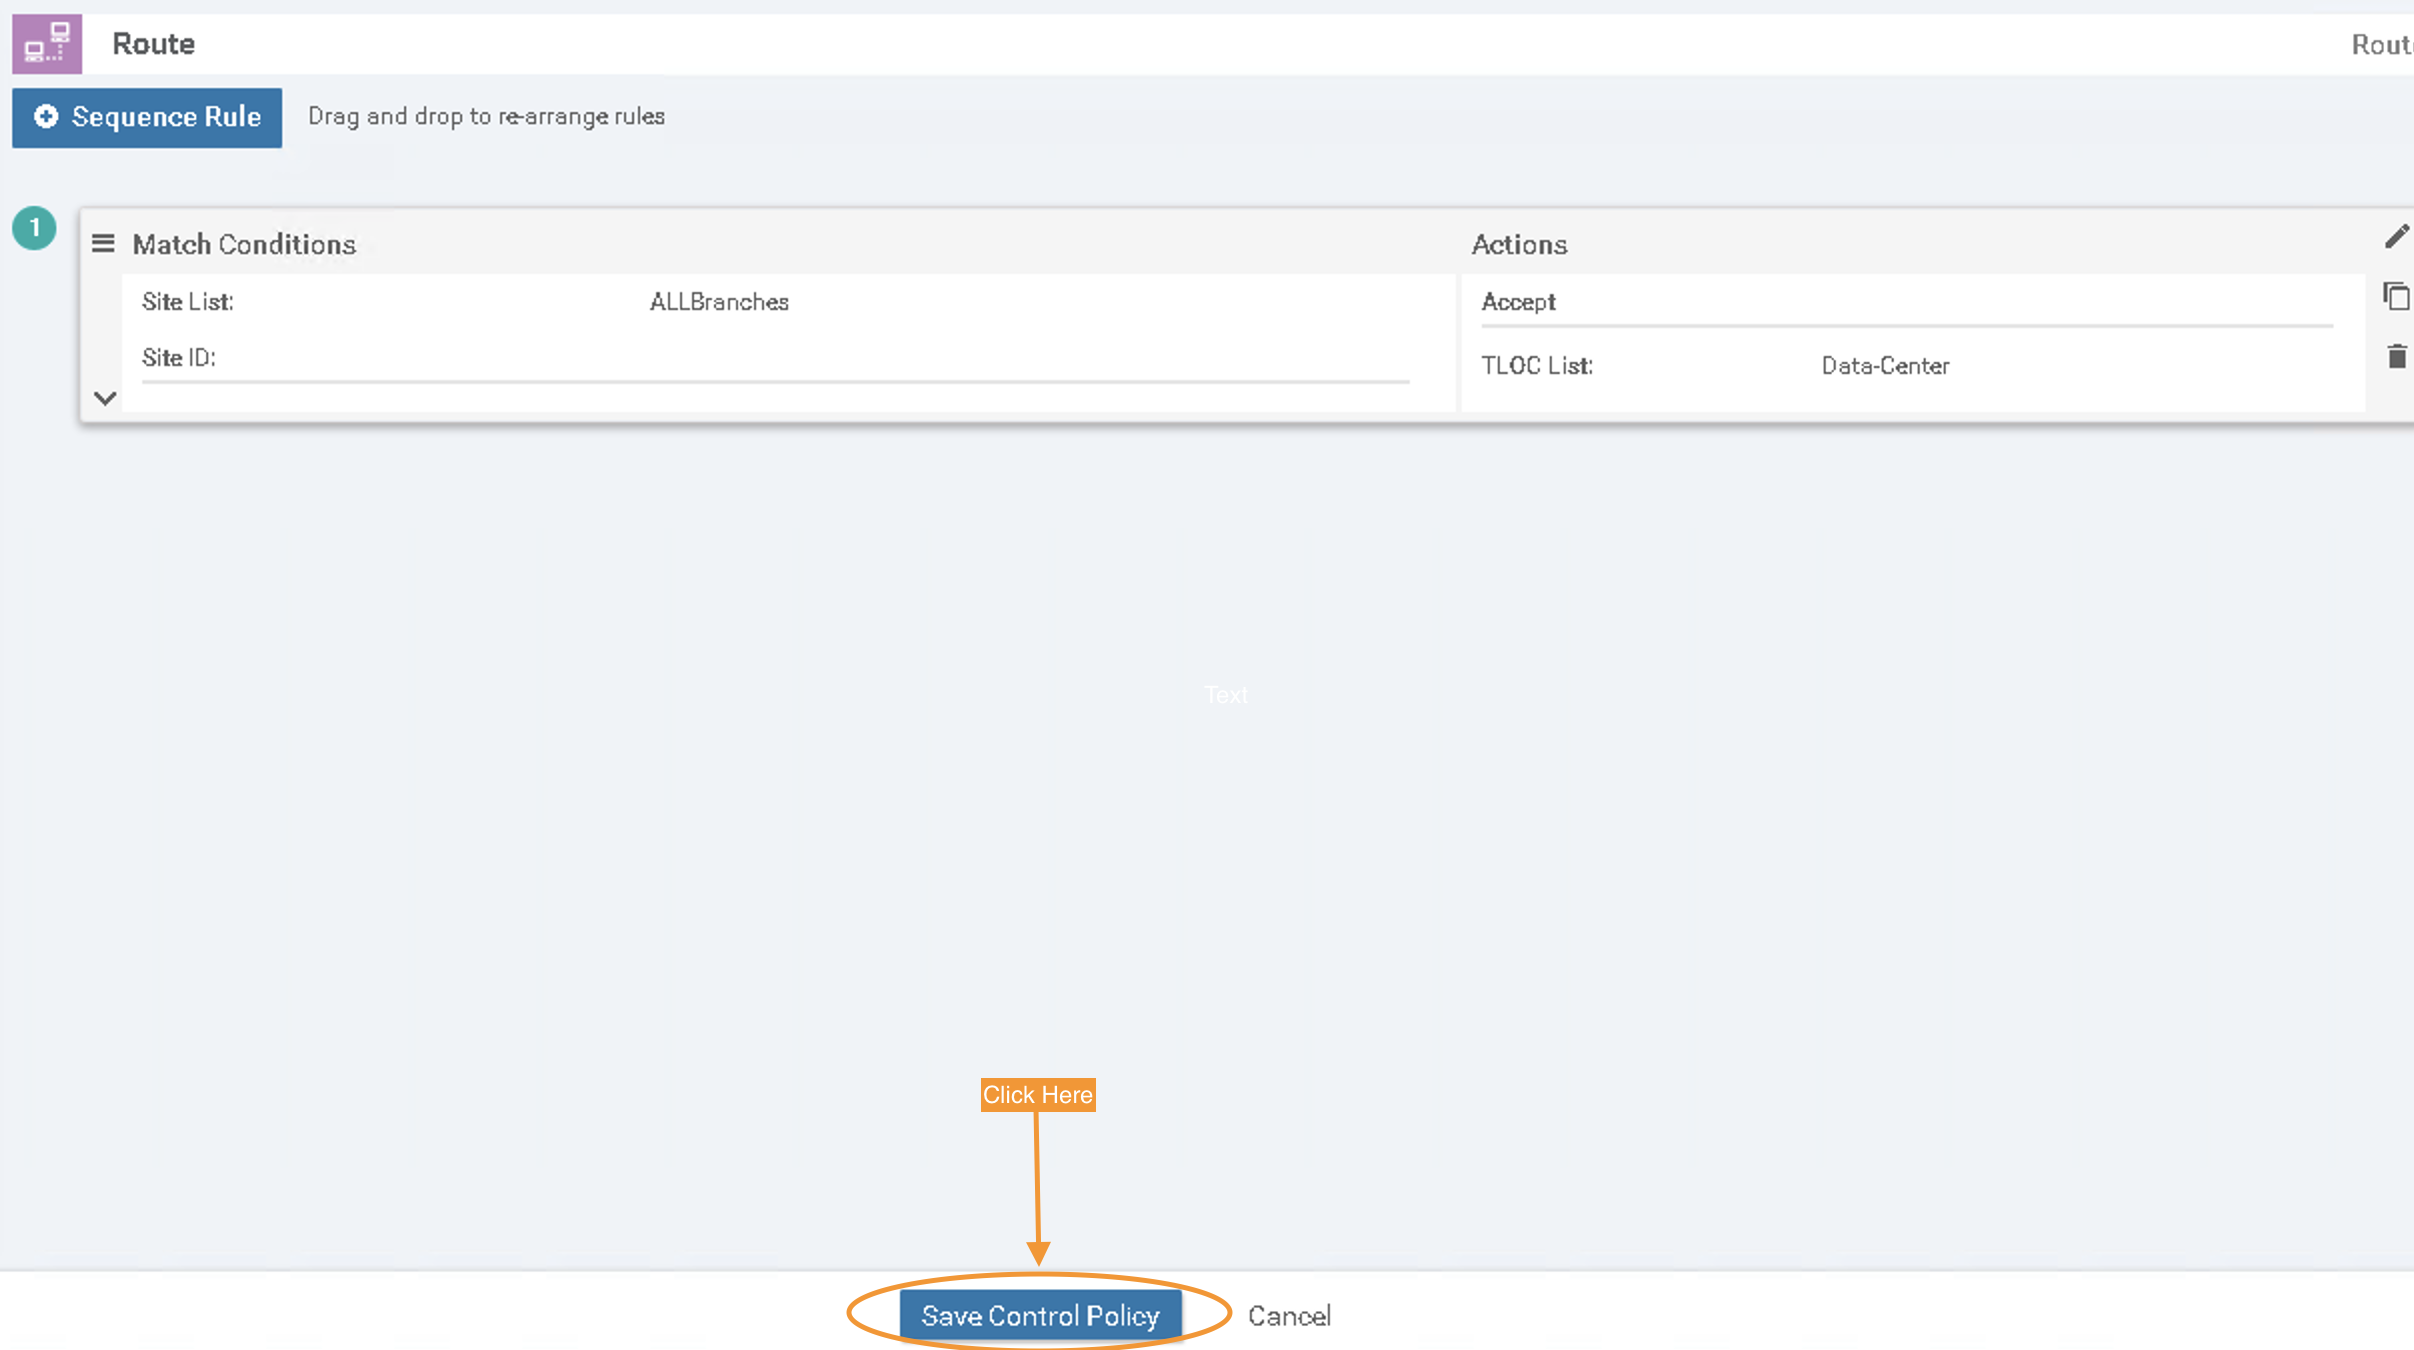 Route
Rout
Sequence Rule
Drag and drop to re-arrange rules
1
Match Conditions
Actions
Site List: ALLBranches
Accept
Site ID:
TLOC List: Data-Center
Text
Click Here
Save Control Policy
Cancel